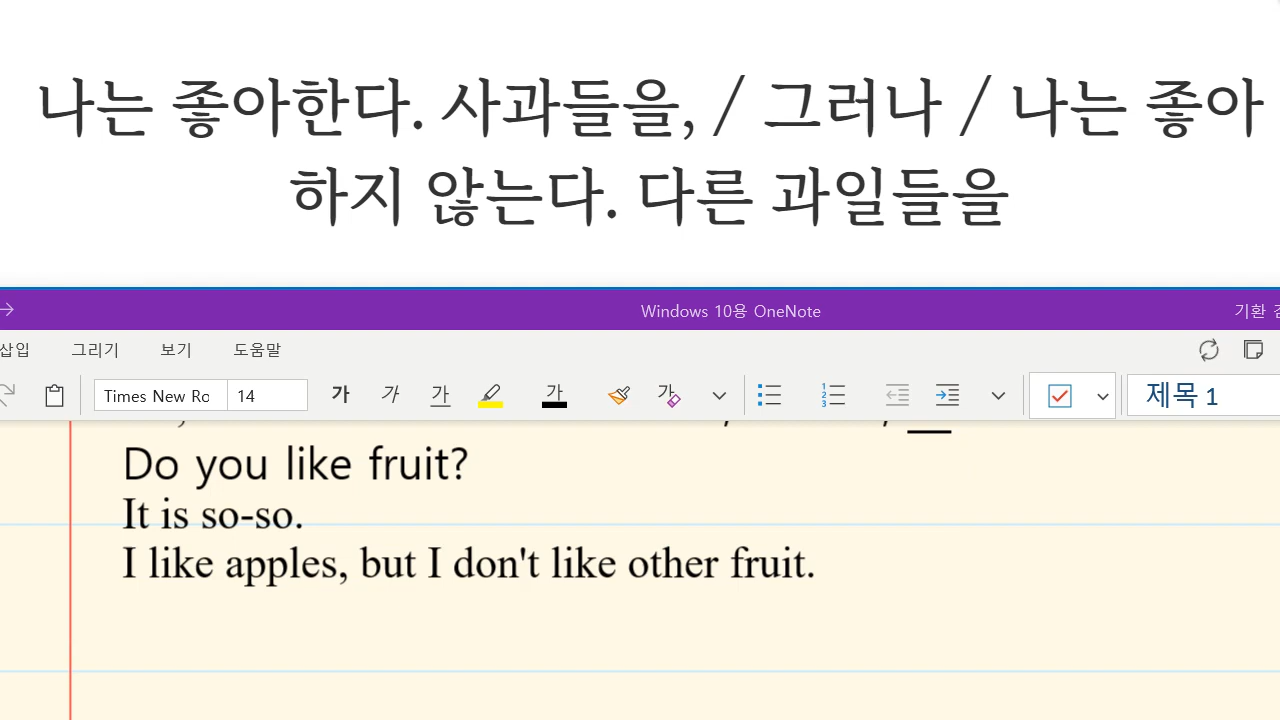 나는 좋아한다. 사과들을, / 그러나 / 나는 좋아
하지 않는다. 다른 과일들을
Windows 10용 OneNote
기환
삽입 그리기 보기 도움말
Times New Ro 14 가 가 가 가 가 제목 1
Do you like fruit?
It is so-so.
I like apples, but I don't like other fruit.